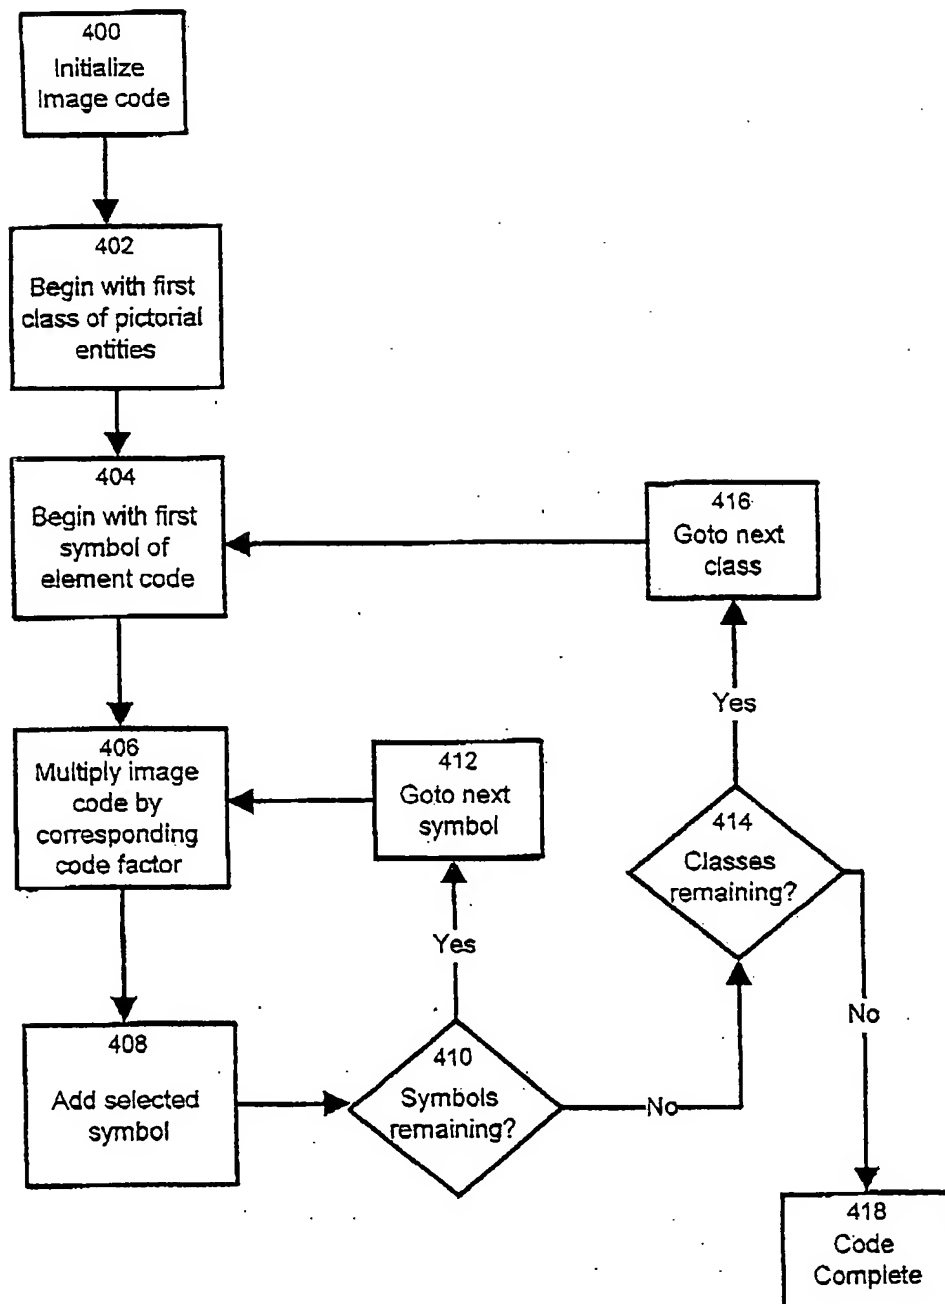 400
Initialize
Image code
402
Begin with first
class of pictorial
entities
404
Begin with first
symbol of
element code
416
Goto next
class
Yes
406
Multiply image
code by
corresponding
code factor
412
Goto next
symbol
414
Classes
remaining?
Yes
No
408
Add selected
symbol
410
Symbols
remaining?
No
418
Code
Complete